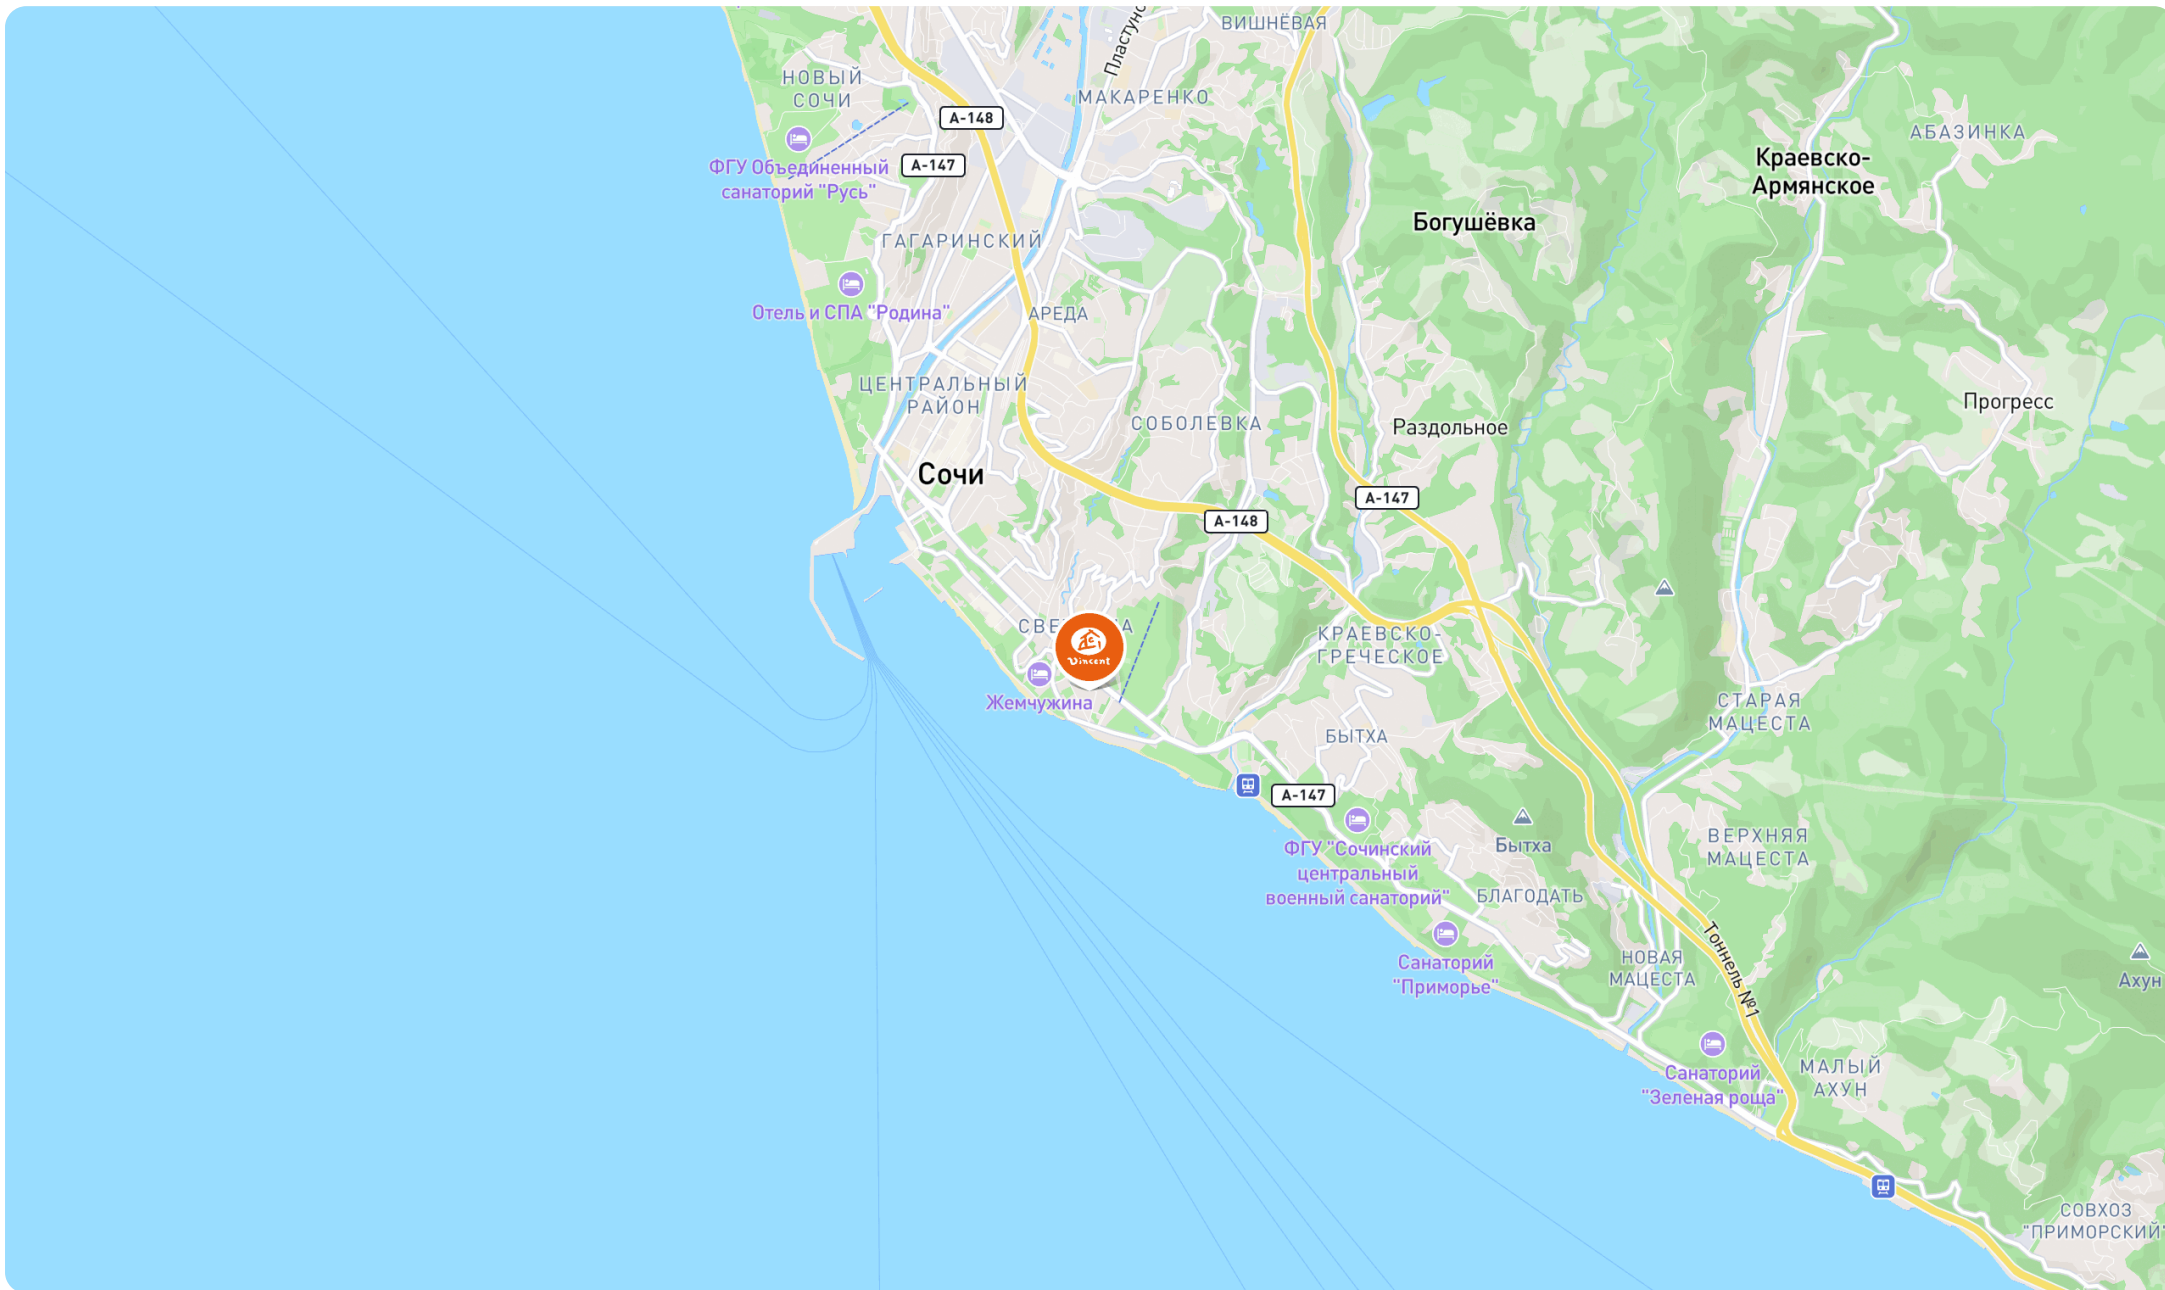 ВИШНЁВАЯ
Пластунс
НОВЫЙ
СОЧИ
МАКАРЕНКО
А-148
А-147
ФГУ Объединенный
санаторий "Русь"
АБАЗИНКА
Краевско-
Армянское
Богушёвка
ГАГАРИНСКИЙ
Отель и СПА "Родина"
АРЕДА
ЦЕНТРАЛЬНЫЙ
РАЙОН
СОБОЛЕВКА
Раздольное
Прогресс
Сочи
А-147
А-148
СВЕ
НА
Vincent
КРАЕВСКО-
ГРЕЧЕСКОЕ
Жемчужина
СТАРАЯ
МАЦЕСТА
БЫТХА
А-147
Бытха
ВЕРХНЯЯ
МАЦЕСТА
ФГУ "Сочинский
центральный
военный санаторий"
БЛАГОДАТЬ
Тоннель №1
НОВАЯ
МАЦЕСТА
Санаторий
"Приморье"
Ахун
Санаторий
"Зеленая роща"
МАЛЫЙ
АХУН
СОВХОЗ
"ПРИМОРСКИЙ"